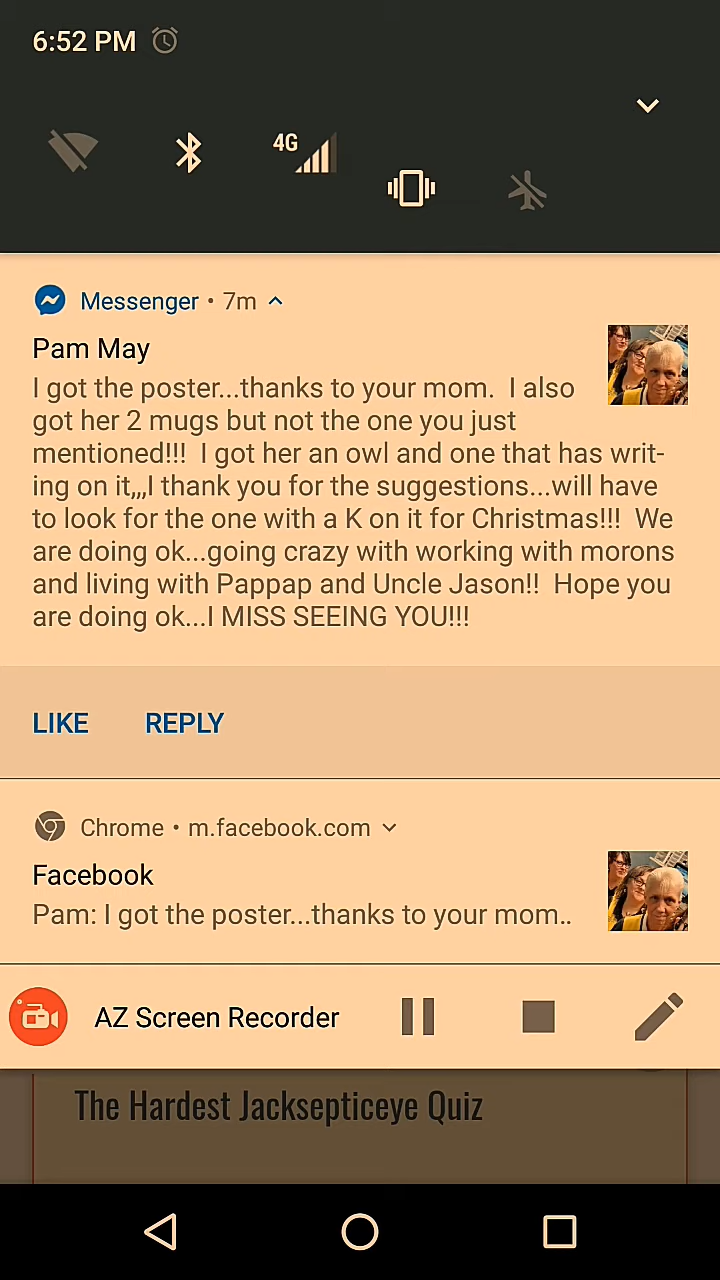 6:52 PM
4G
Messenger • 7m
Pam May
I got the poster...thanks to your mom.  I also
got her 2 mugs but not the one you just
mentioned!!!  I got her an owl and one that has writ-
ing on it,,,I thank you for the suggestions...will have
to look for the one with a K on it for Christmas!!!  We
are doing ok...going crazy with working with morons
and living with Pappap and Uncle Jason!!  Hope you
are doing ok...I MISS SEEING YOU!!!
LIKE REPLY
Chrome • m.facebook.com
Facebook
Pam: I got the poster...thanks to your mom..
AZ Screen Recorder
The Hardest Jacksepticeye Quiz